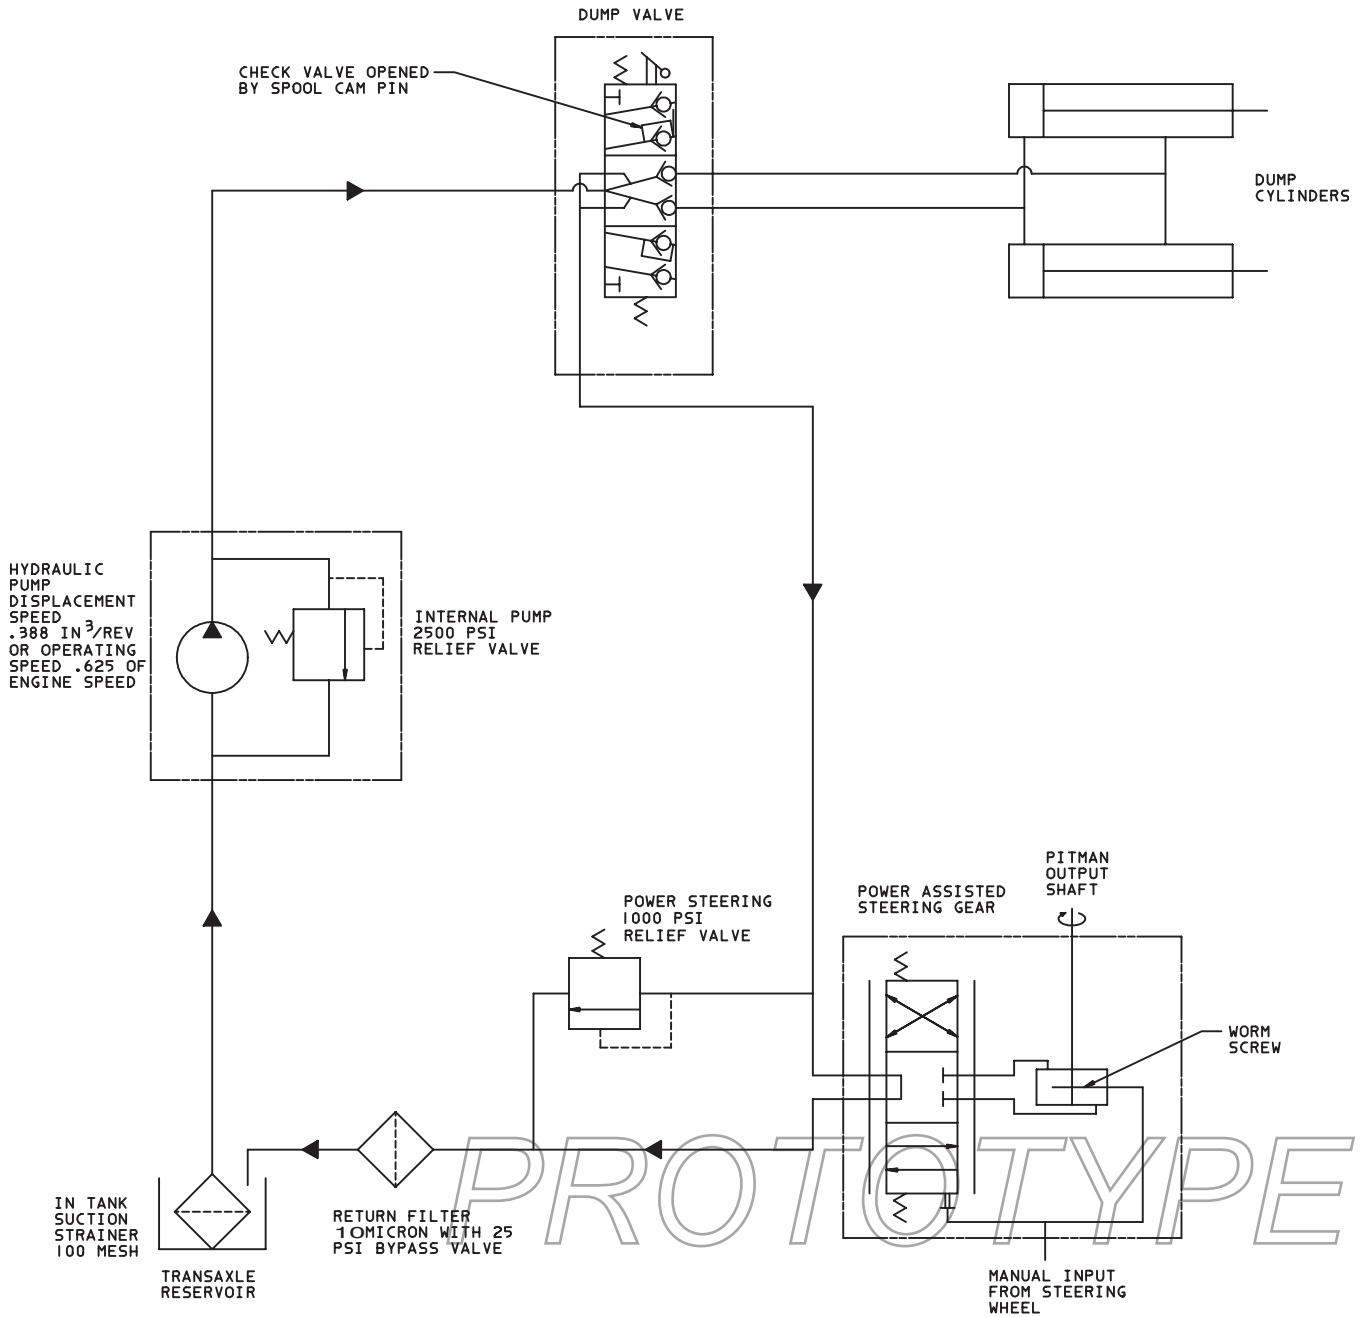 DUMP VALVE
CHECK VALVE OPENED
BY SPOOL CAM PIN
DUMP
CYLINDERS
HYDRAULIC
PUMP
DISPLACEMENT
SPEED
.388 IN³/REV
OR OPERATING
SPEED .625 OF
ENGINE SPEED
INTERNAL PUMP
2500 PSI
RELIEF VALVE
POWER STEERING
1000 PSI
RELIEF VALVE
POWER ASSISTED
STEERING GEAR
PITMAN
OUTPUT
SHAFT
WORM
SCREW
PROTOTYPE
IN TANK
SUCTION
STRAINER
100 MESH
TRANSAXLE
RESERVOIR
RETURN FILTER
10MICRON WITH 25
PSI BYPASS VALVE
MANUAL INPUT
FROM STEERING
WHEEL